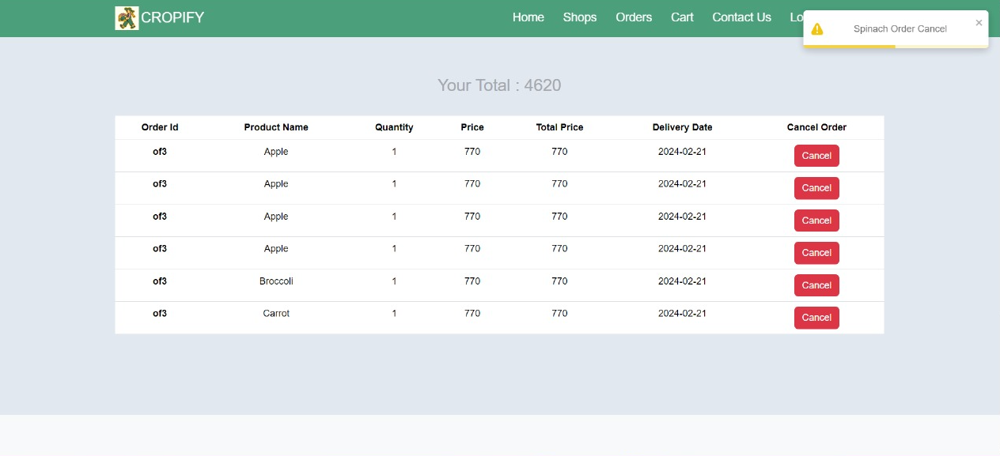 CROPIFY Home Shops Orders Cart Contact Us Lo
Spinach Order Cancel
Your Total : 4620
Order Id Product Name Quantity Price Total Price Delivery Date Cancel Order
of3 Apple 1 770 770 2024-02-21 Cancel
of3 Apple 1 770 770 2024-02-21 Cancel
of3 Apple 1 770 770 2024-02-21 Cancel
of3 Apple 1 770 770 2024-02-21 Cancel
of3 Broccoli 1 770 770 2024-02-21 Cancel
of3 Carrot 1 770 770 2024-02-21 Cancel